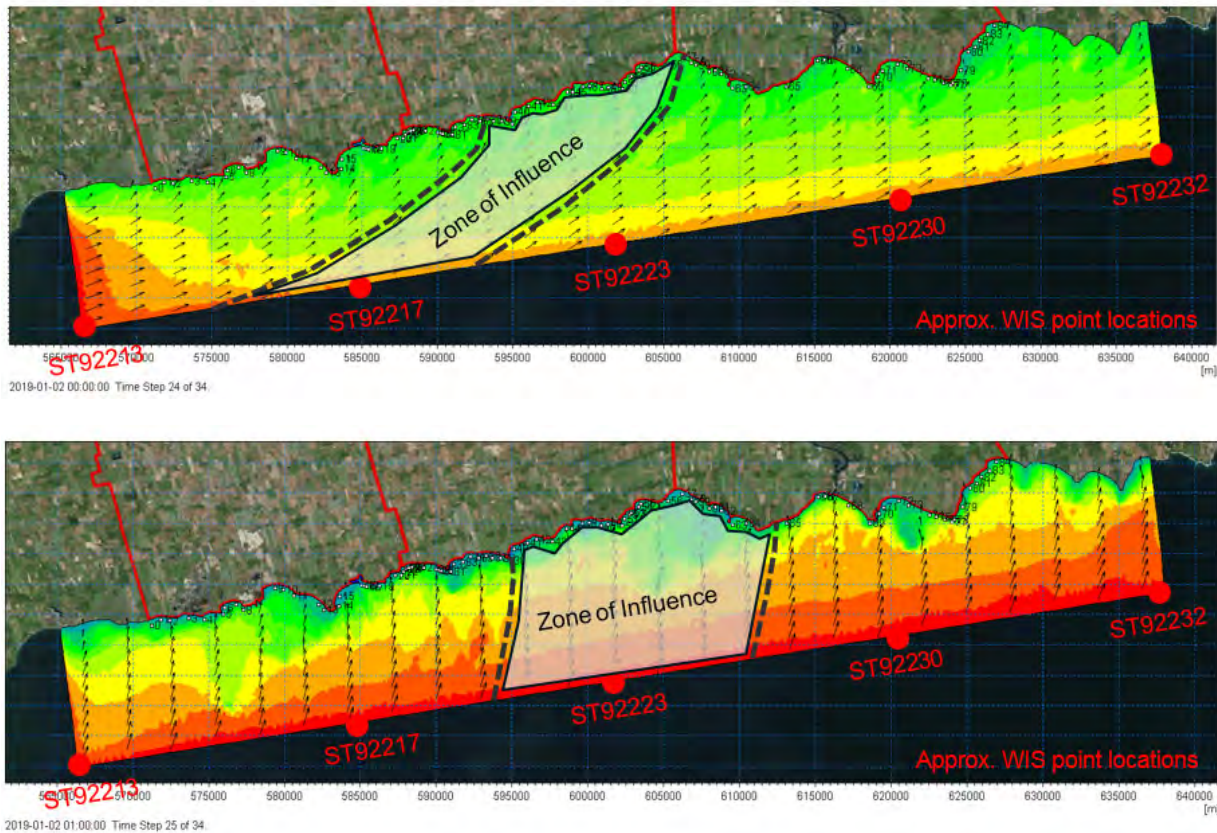 Zone of Influence
ST92232
ST92230
ST92223
ST92217
Approx. WIS point locations
ST92213
570000 575000 580000 585000 590000 595000 600000 605000 610000 615000 620000 625000 630000 635000 640000
[m]
2019-01-02 00:00:00 Time Step 24 of 34.
Zone of Influence
ST92232
ST92230
ST92223
ST92217
Approx. WIS point locations
ST92213
570000 575000 580000 585000 590000 595000 600000 605000 610000 615000 620000 625000 630000 635000 640000
[m]
2019-01-02 01:00:00 Time Step 25 of 34.